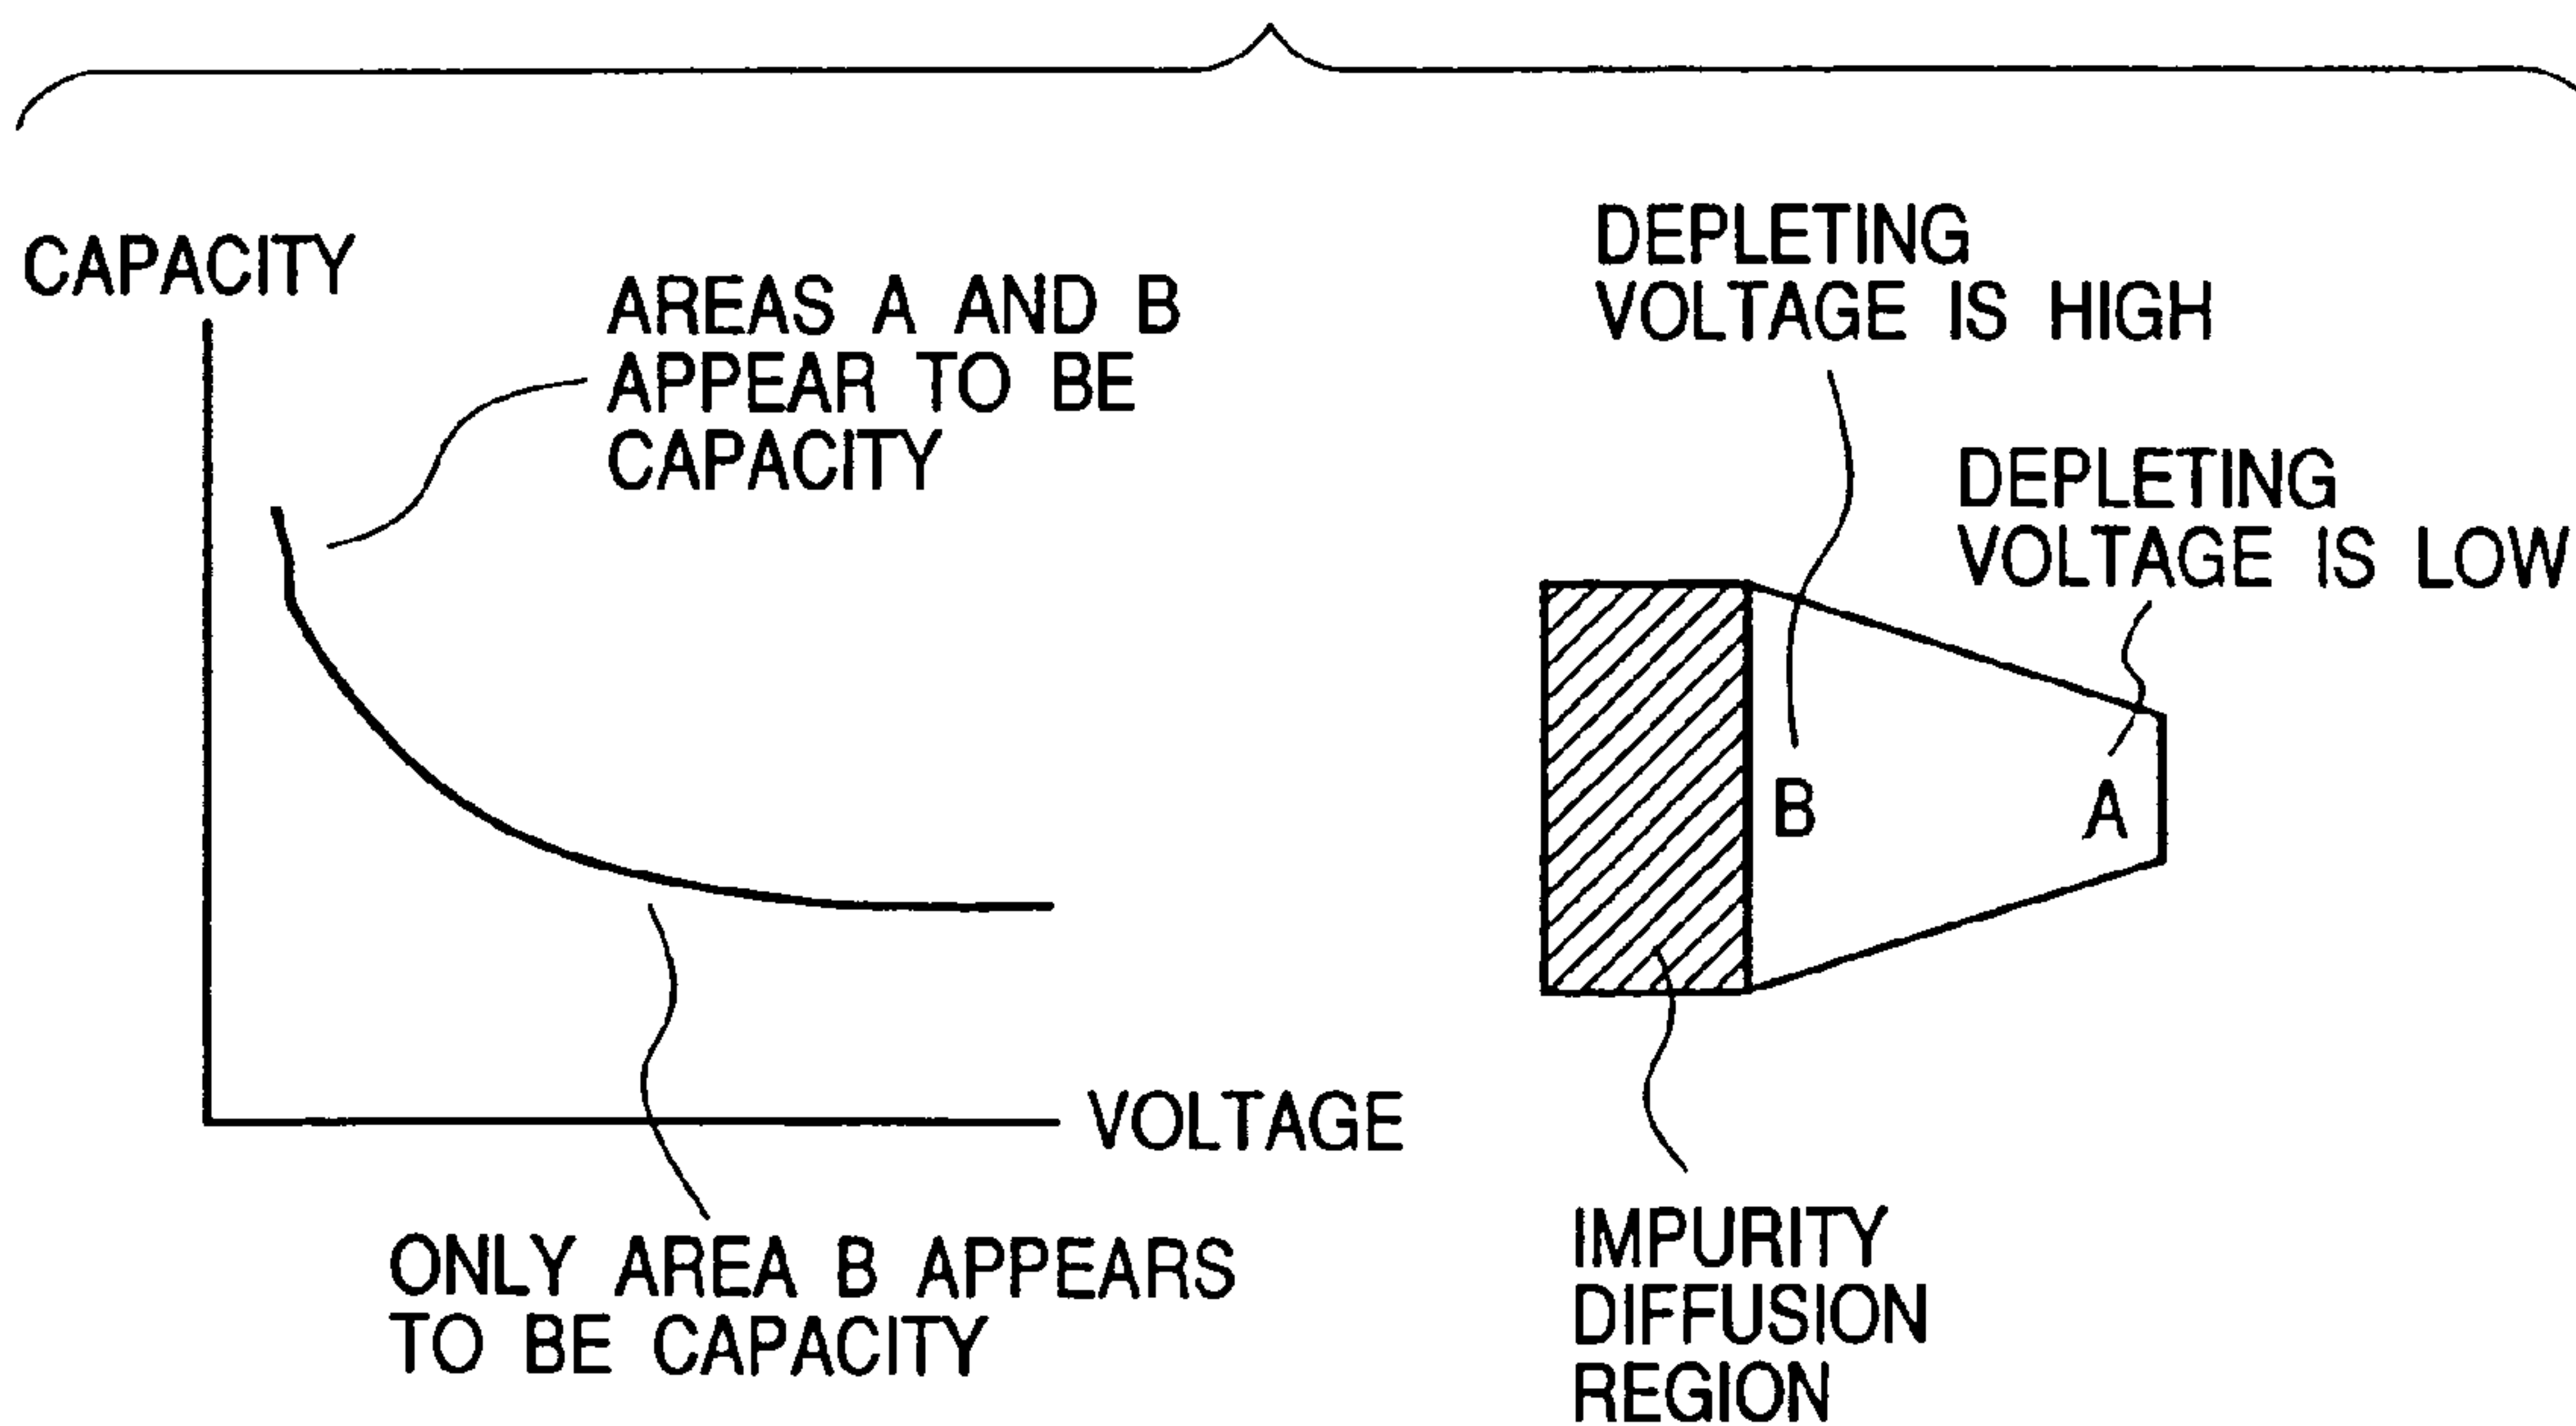 CAPACITY
AREAS A AND B
APPEAR TO BE
CAPACITY
VOLTAGE
ONLY AREA B APPEARS
TO BE CAPACITY
DEPLETING
VOLTAGE IS HIGH
DEPLETING
VOLTAGE IS LOW
B
A
IMPURITY
DIFFUSION
REGION